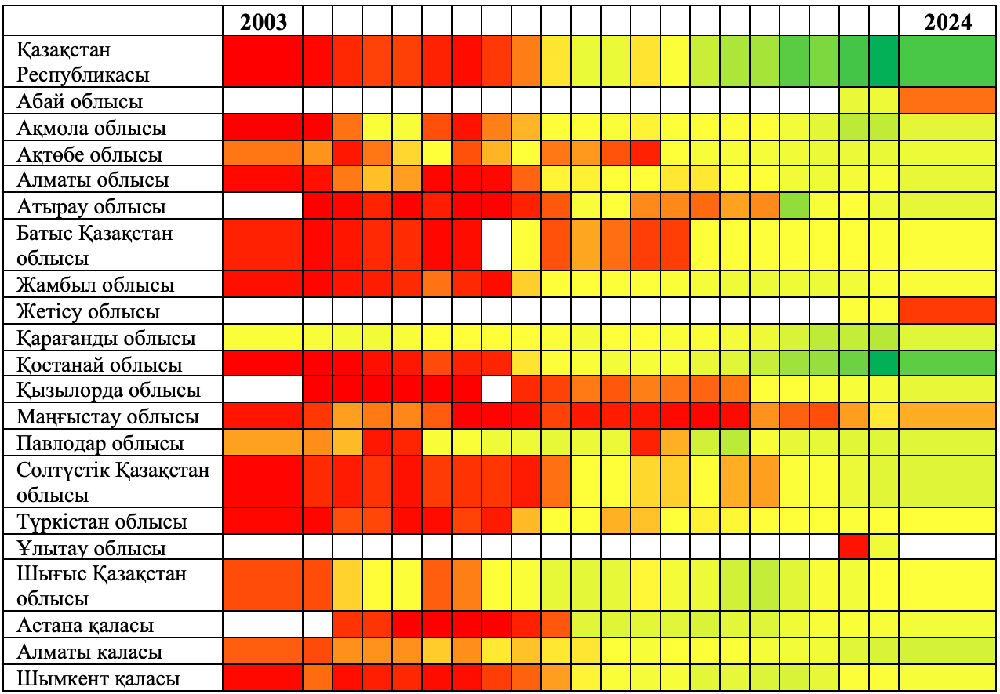 2003 2024
Қазақстан
Республикасы
Абай облысы
Ақмола облысы
Ақтөбе облысы
Алматы облысы
Атырау облысы
Батыс Қазақстан
облысы
Жамбыл облысы
Жетісу облысы
Қарағанды облысы
Қостанай облысы
Қызылорда облысы
Маңғыстау облысы
Павлодар облысы
Солтүстік Қазақстан
облысы
Түркістан облысы
Ұлытау облысы
Шығыс Қазақстан
облысы
Астана қаласы
Алматы қаласы
Шымкент қаласы